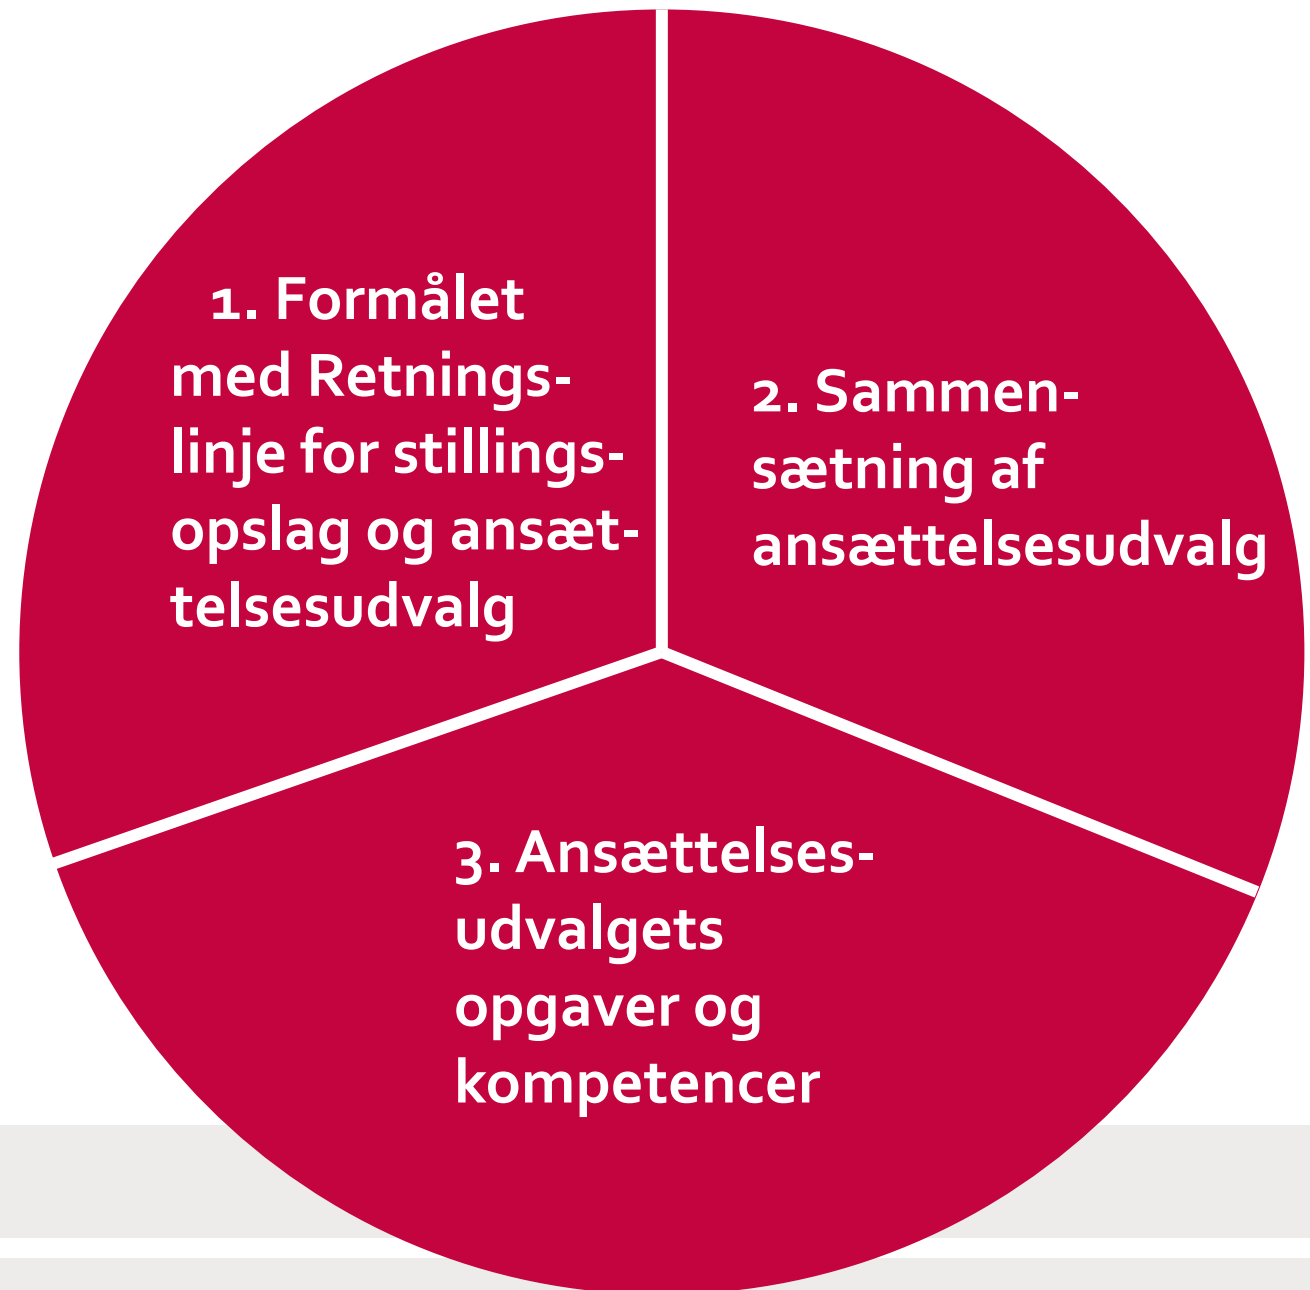 1. Formålet
med Retnings-
linje for stillings-
opslag og ansæt-
telsesudvalg
2. Sammen-
sætning af
ansættelsesudvalg
3. Ansættelses-
udvalgets
opgaver og
kompetencer